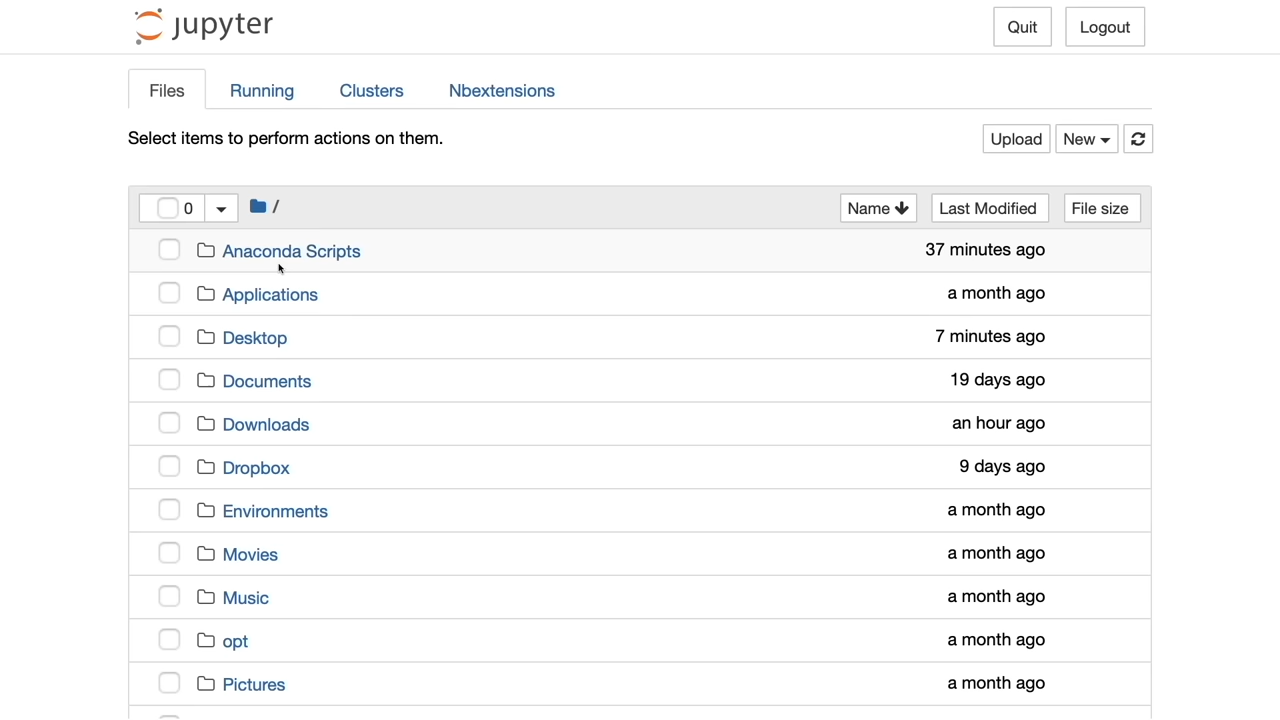 jupyter
Quit Logout
Files Running Clusters Nbextensions
Select items to perform actions on them.
Upload New
0 / Name Last Modified File size
Anaconda Scripts 37 minutes ago
Applications a month ago
Desktop 7 minutes ago
Documents 19 days ago
Downloads an hour ago
Dropbox 9 days ago
Environments a month ago
Movies a month ago
Music a month ago
opt a month ago
Pictures a month ago